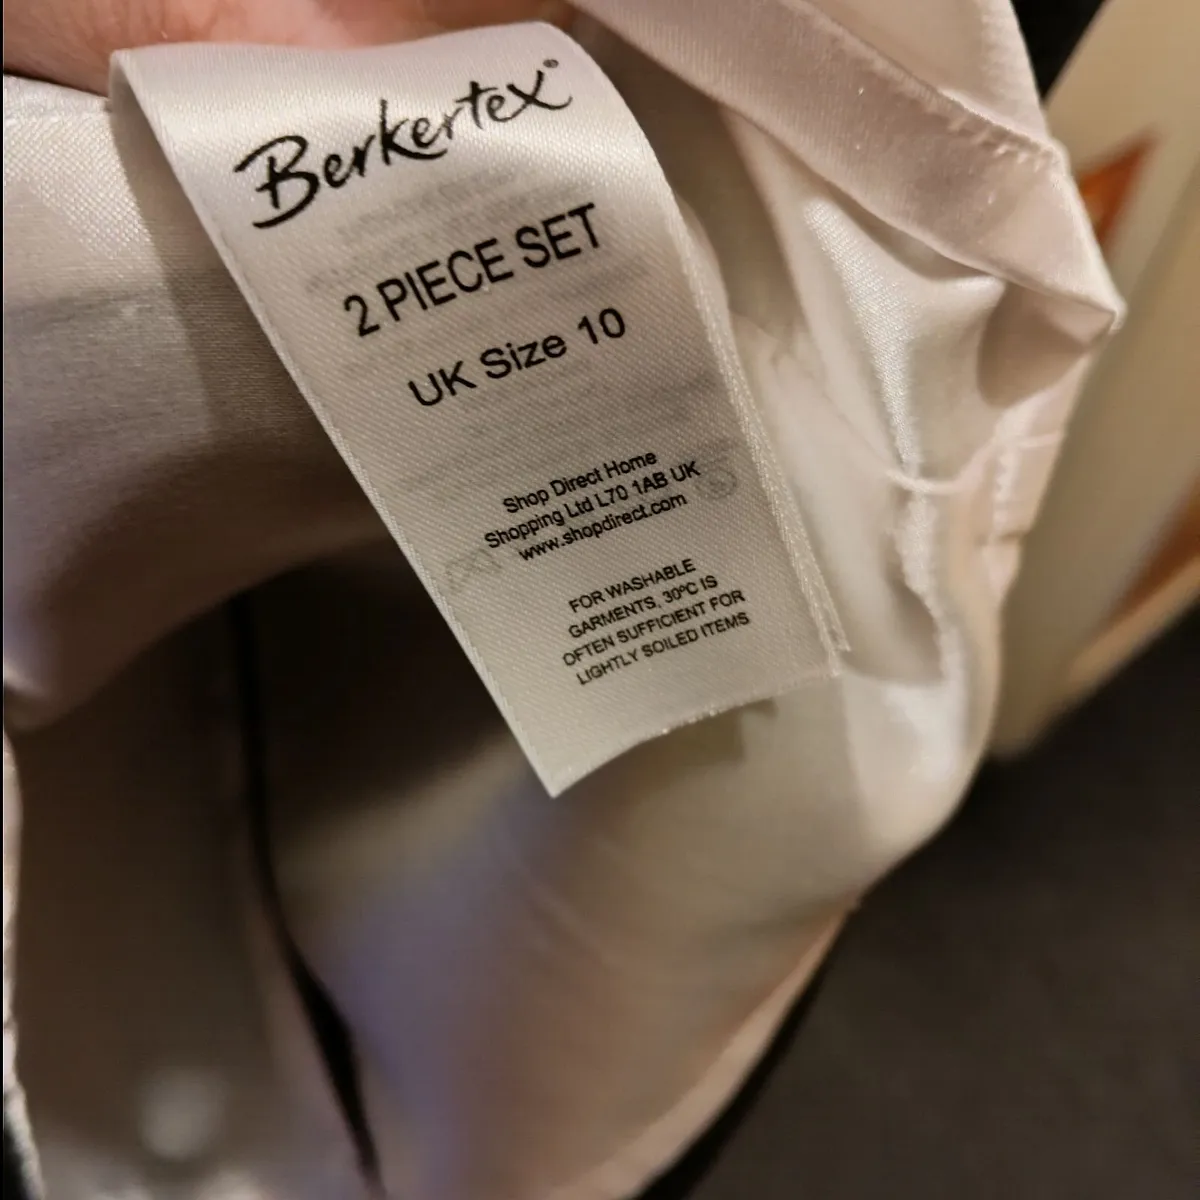 Berkertex®
2 PIECE SET
UK Size 10
Shop Direct Home
Shopping Ltd L70 1AB UK
www.shopdirect.com
FOR WASHABLE
GARMENTS, 30ºC IS
OFTEN SUFFICIENT FOR
LIGHTLY SOILED ITEMS